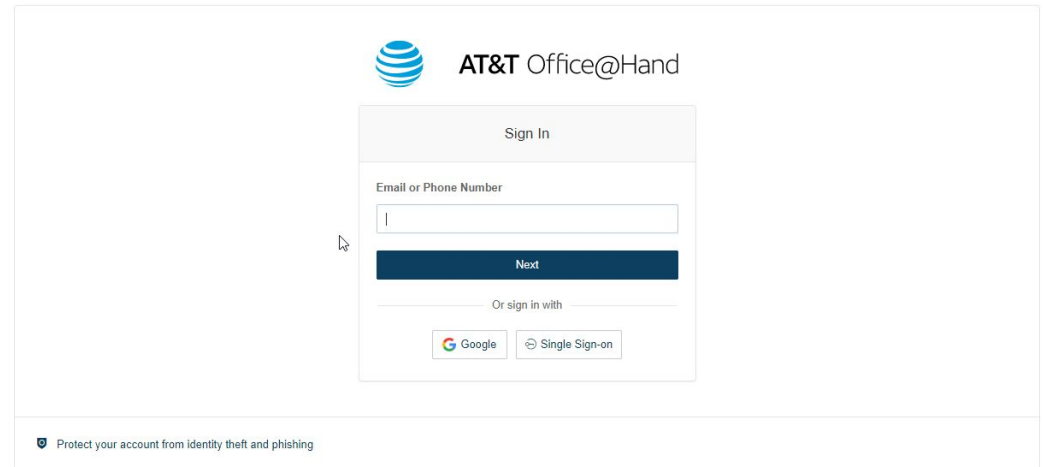 AT&T Office@Hand
Sign In
Email or Phone Number
Next
Or sign in with
Google
Single Sign-on
Protect your account from identity theft and phishing